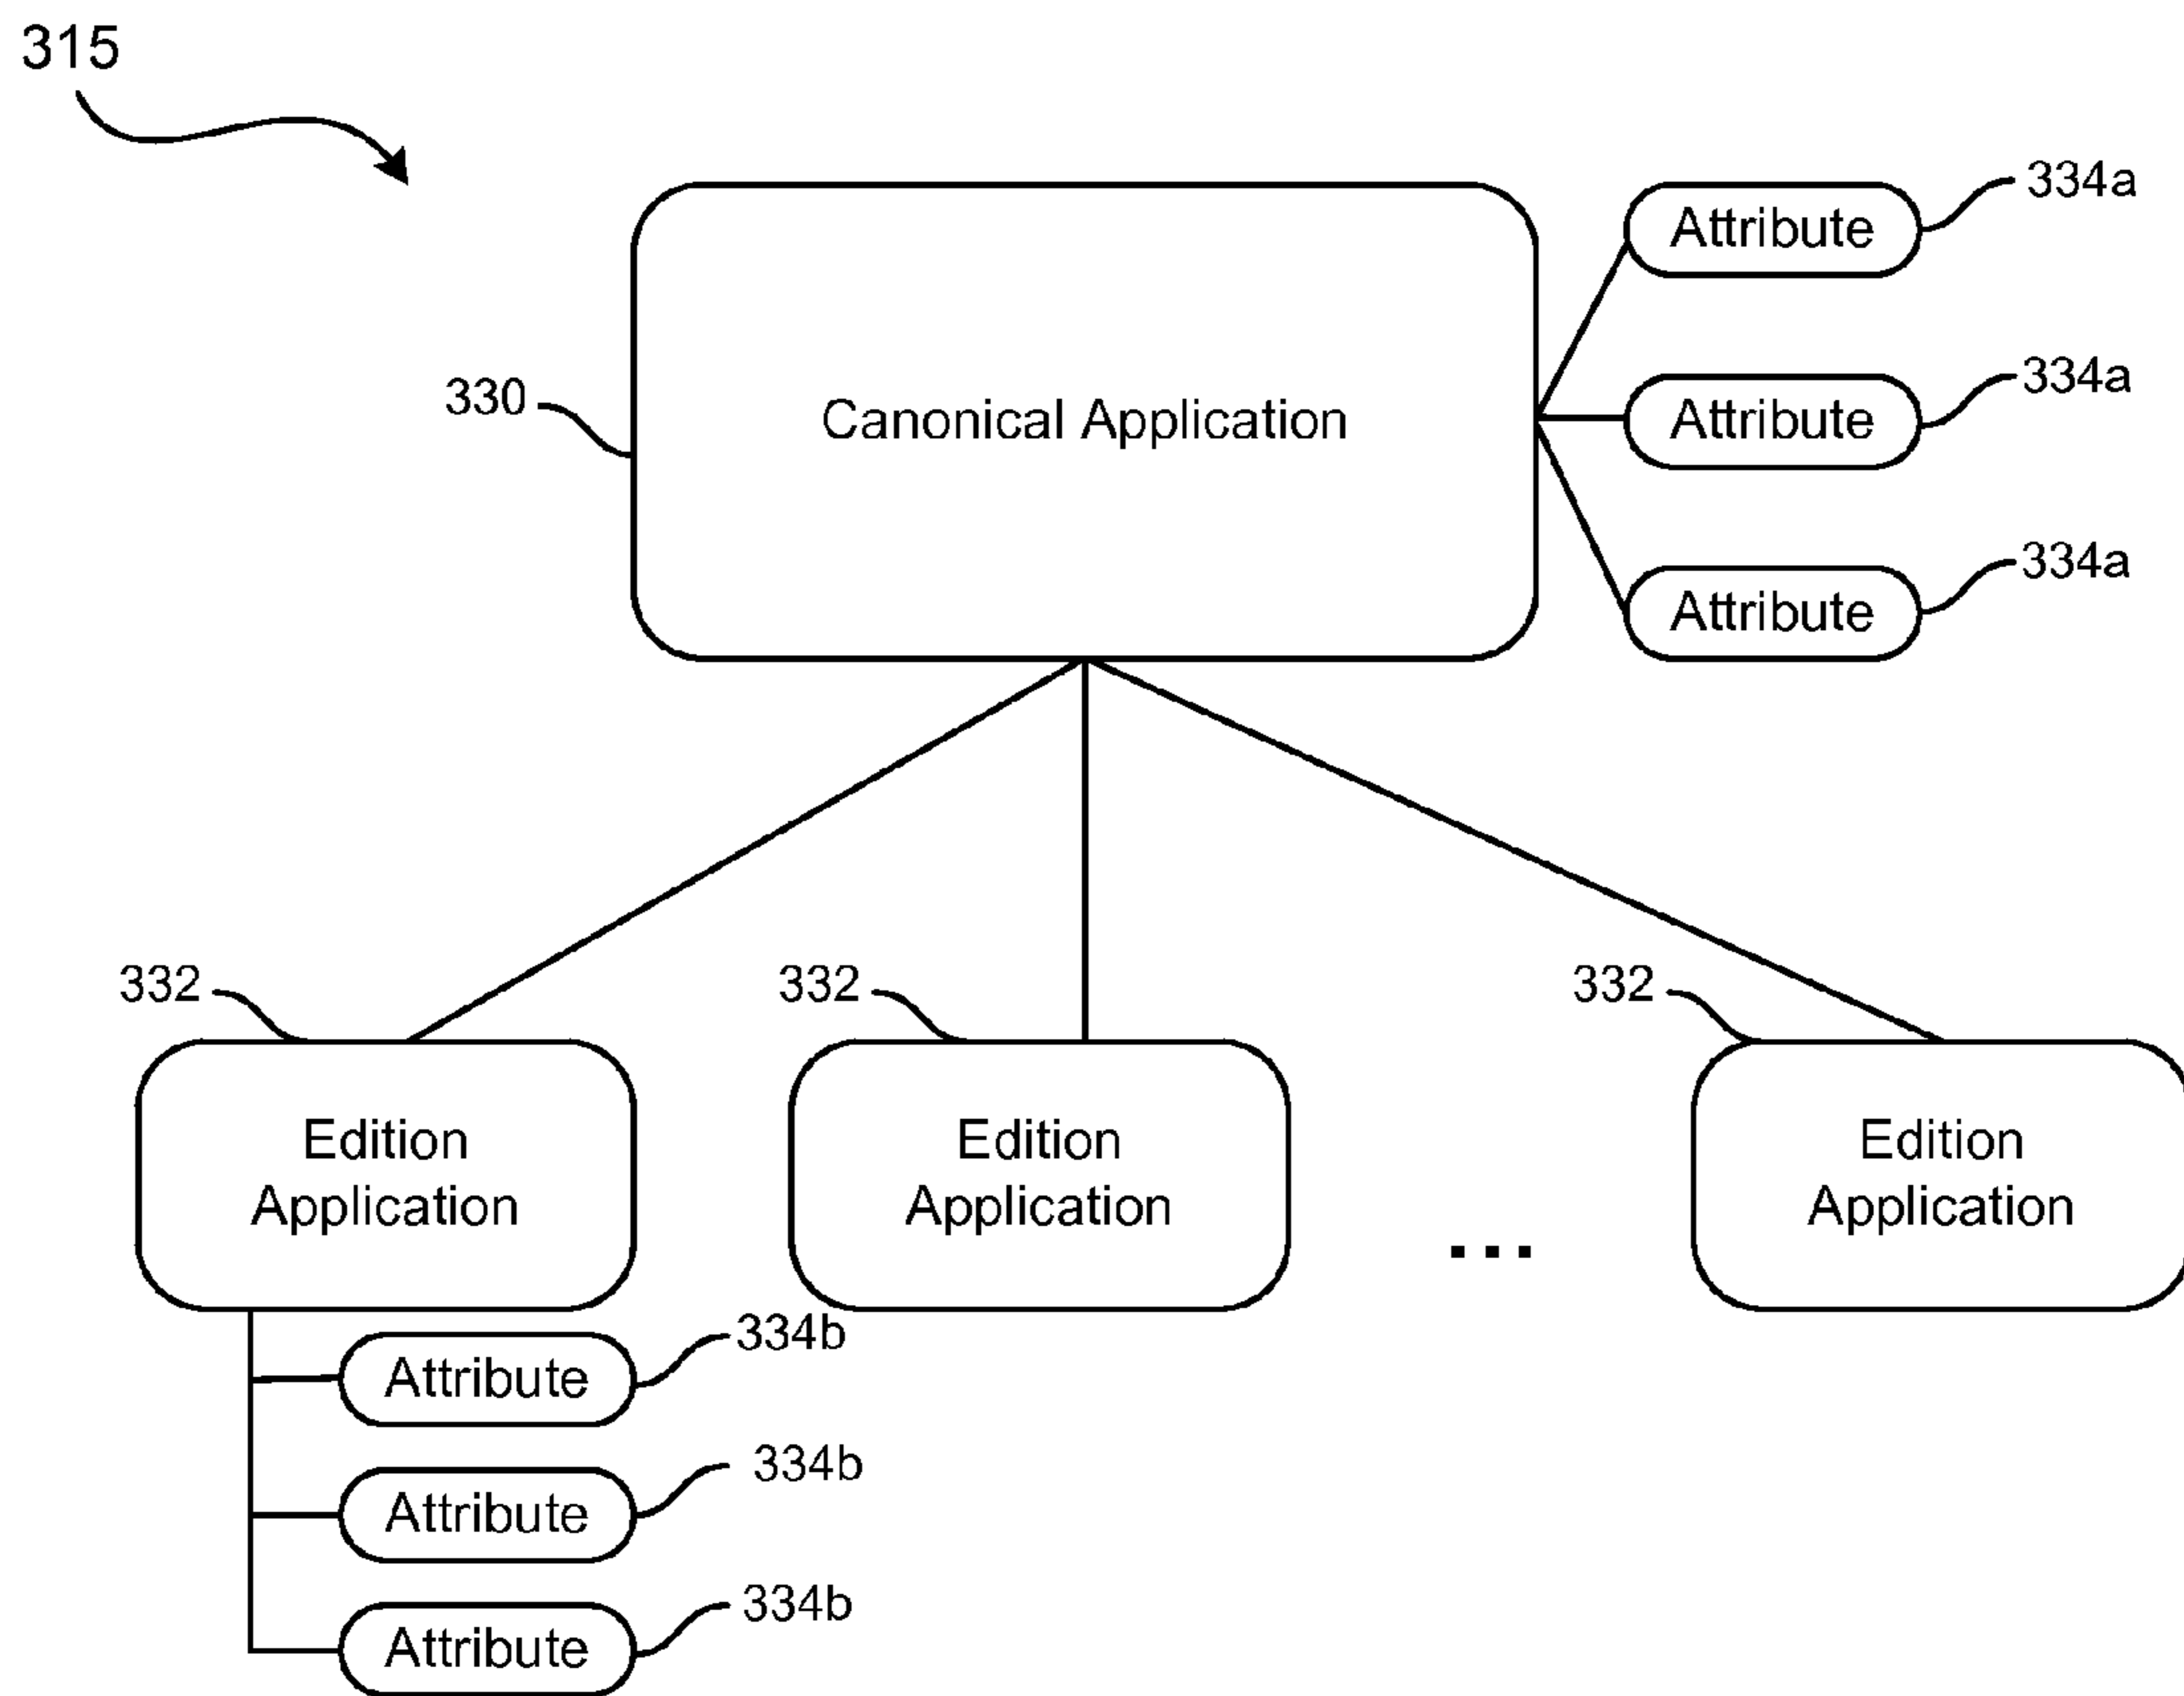 315
334a
Attribute
334a
330
Canonical Application
Attribute
334a
Attribute
332
332
332
Edition
Application
Edition
Application
...
Edition
Application
334b
Attribute
334b
Attribute
334b
Attribute